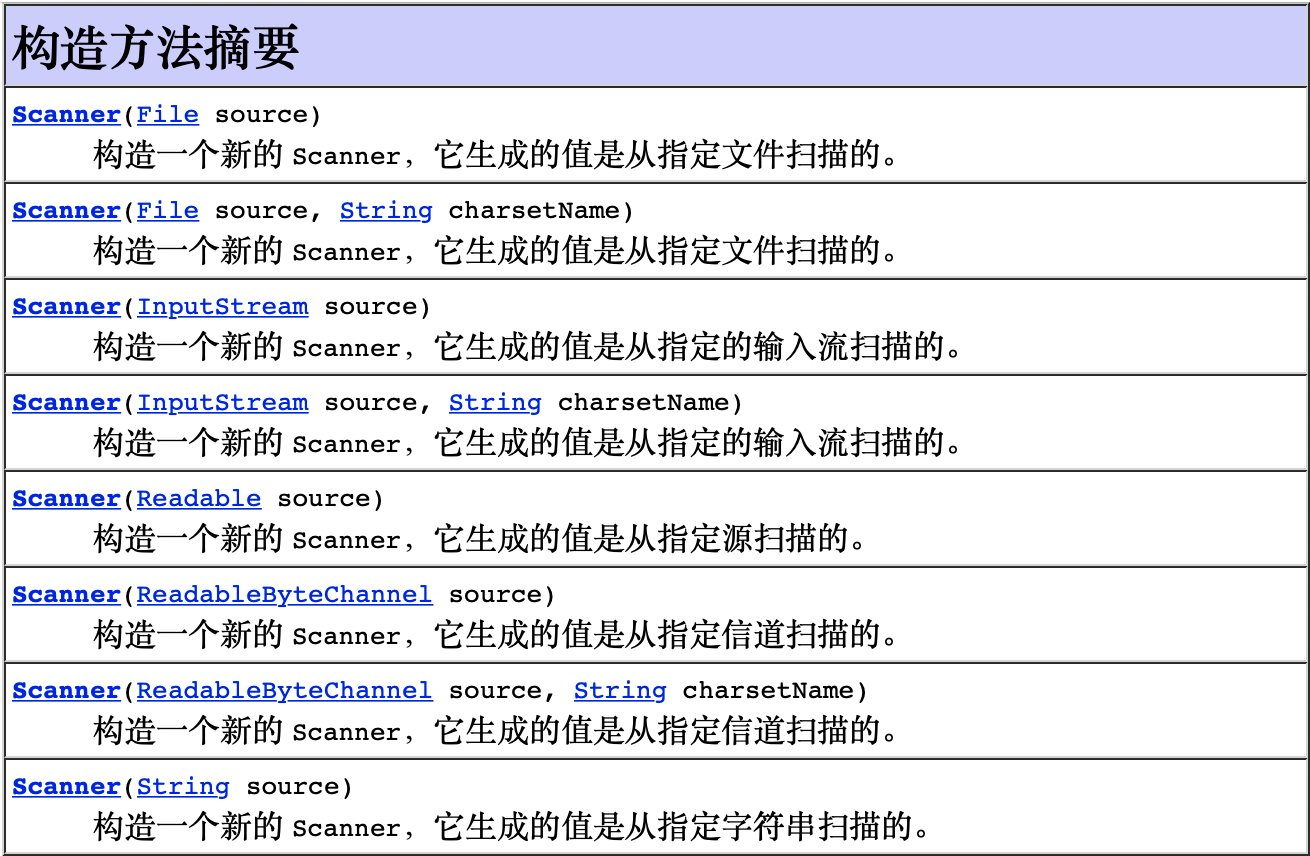 构造方法摘要
Scanner(File source)
构造一个新的 Scanner，它生成的值是从指定文件扫描的。
Scanner(File source, String charsetName)
构造一个新的 Scanner，它生成的值是从指定文件扫描的。
Scanner(InputStream source)
构造一个新的 Scanner，它生成的值是从指定的输入流扫描的。
Scanner(InputStream source, String charsetName)
构造一个新的 Scanner，它生成的值是从指定的输入流扫描的。
Scanner(Readable source)
构造一个新的 Scanner，它生成的值是从指定源扫描的。
Scanner(ReadableByteChannel source)
构造一个新的 Scanner，它生成的值是从指定信道扫描的。
Scanner(ReadableByteChannel source, String charsetName)
构造一个新的 Scanner，它生成的值是从指定信道扫描的。
Scanner(String source)
构造一个新的 Scanner，它生成的值是从指定字符串扫描的。